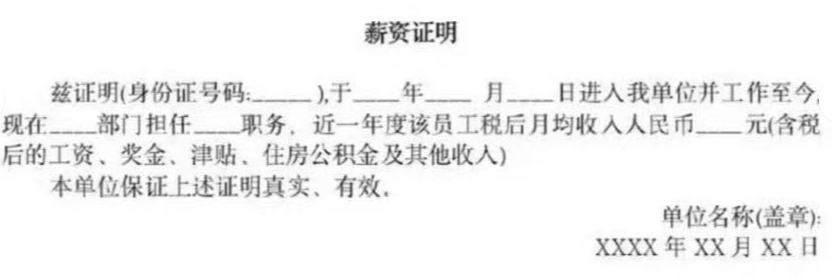 薪资证明
兹证明(身份证号码:_____ ),于____年____ 月____日进入我单位并工作至今,
现在____部门担任____职务，近一年度该员工税后月均收入人民币____元(含税
后的工资、奖金、津贴、住房公积金及其他收入)
本单位保证上述证明真实、有效。
单位名称(盖章):
XXXX 年 XX 月 XX 日